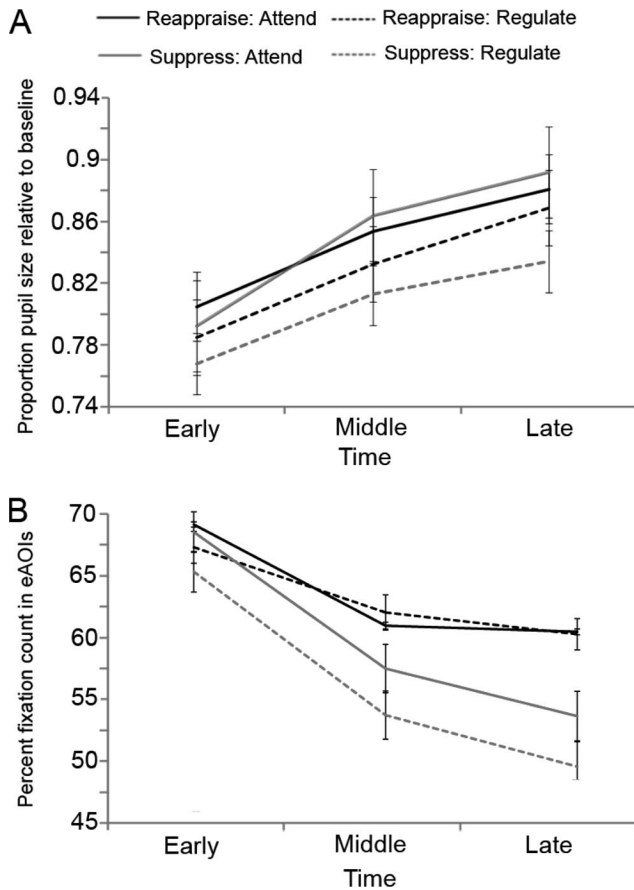 A
Reappraise: Attend
Reappraise: Regulate
Suppress: Attend
Suppress: Regulate
Proportion pupil size relative to baseline
0.94
0.9
0.86
0.82
0.78
0.74
Early
Middle
Late
Time
B
Percent fixation count in eAOIs
70
65
60
55
50
45
Early
Middle
Late
Time